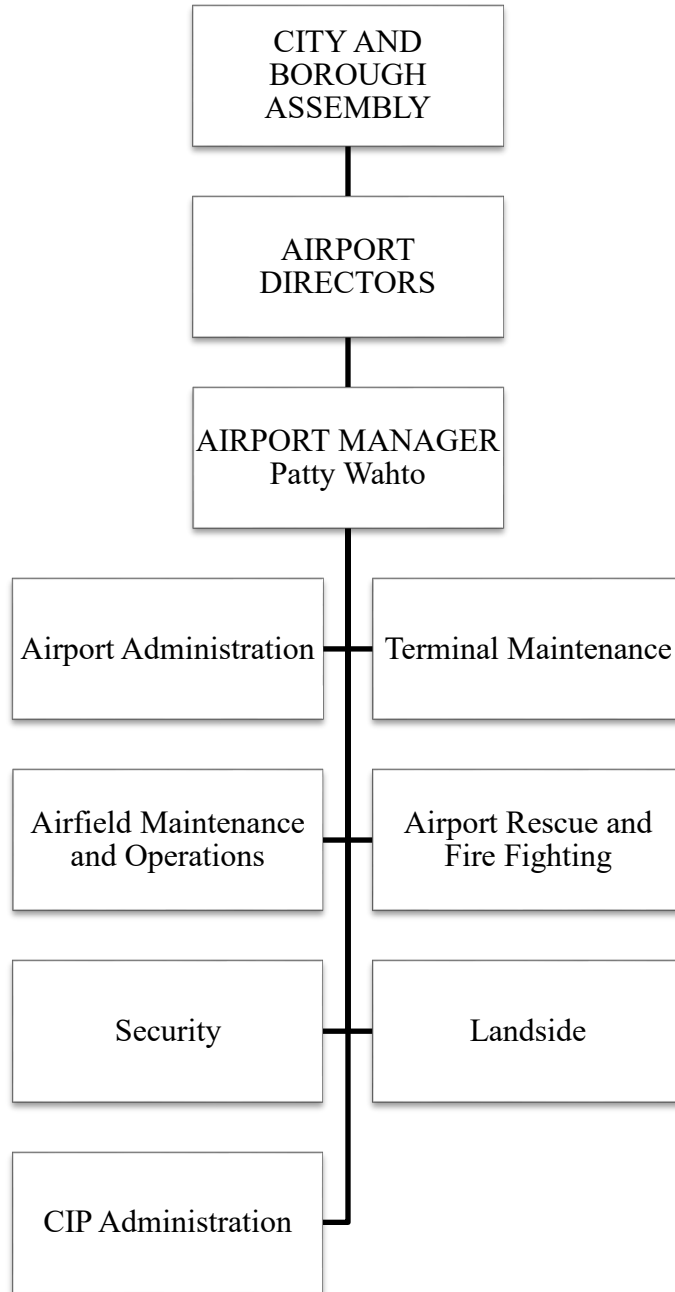 CITY AND
BOROUGH
ASSEMBLY
AIRPORT
DIRECTORS
AIRPORT MANAGER
Patty Wahto
Airport Administration
Terminal Maintenance
Airfield Maintenance
and Operations
Airport Rescue and
Fire Fighting
Security
Landside
CIP Administration